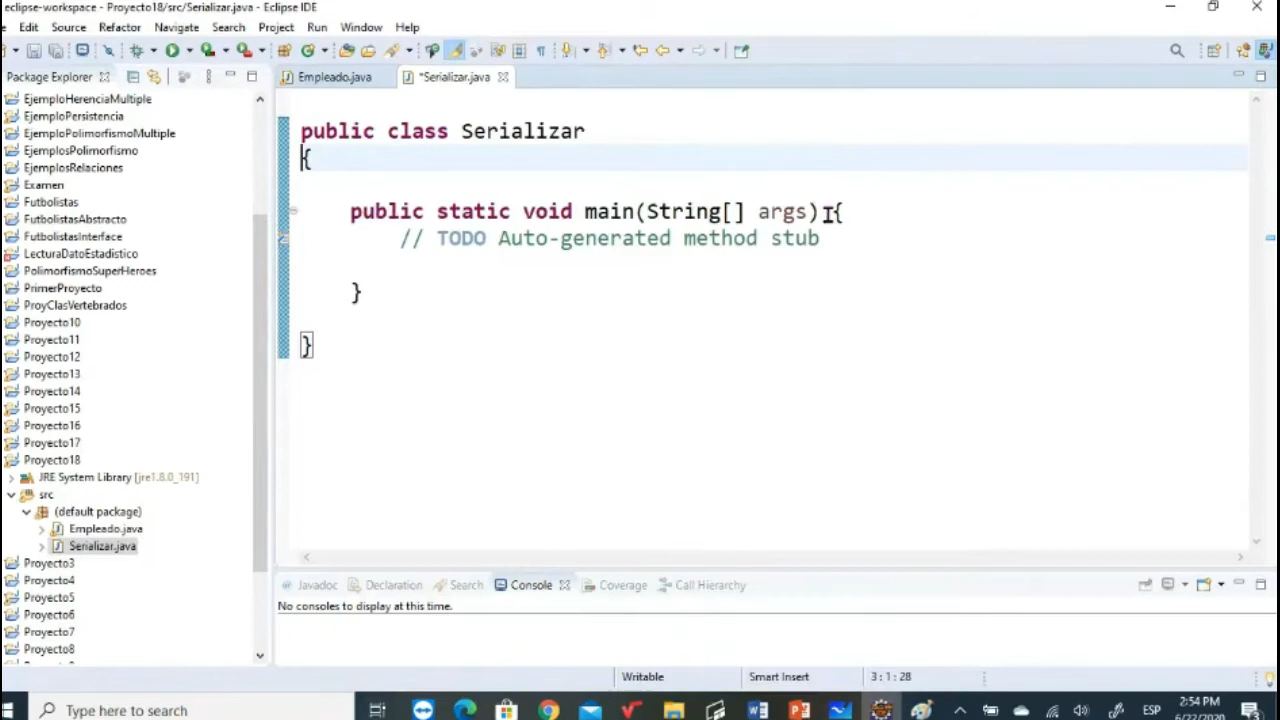 eclipse-workspace - Proyecto18/src/Serializar.java - Eclipse IDE
Edit Source Refactor Navigate Search Project Run Window Help
Package Explorer
Empleado.java
*Serializar.java
EjemploHerenciaMultiple
EjemploPersistencia
EjemploPolimorfismoMultiple
EjemplosPolimorfismo
EjemplosRelaciones
Examen
Futbolistas
FutbolistasAbstracto
FutbolistasInterface
LecturaDatoEstadistico
PolimorfismoSuperHeroes
PrimerProyecto
ProyClasVertebrados
Proyecto10
Proyecto11
Proyecto12
Proyecto13
Proyecto14
Proyecto15
Proyecto16
Proyecto17
Proyecto18
JRE System Library [jre1.8.0_191]
src
(default package)
Empleado.java
Serializar.java
Proyecto3
Proyecto4
Proyecto5
Proyecto6
Proyecto7
Proyecto8
public class Serializar
{
public static void main(String[] args) {
// TODO Auto-generated method stub
}
}
Javadoc Declaration Search Console Coverage Call Hierarchy
No consoles to display at this time.
Writable Smart Insert 3 : 1 : 28
Type here to search
ESP
2:54 PM